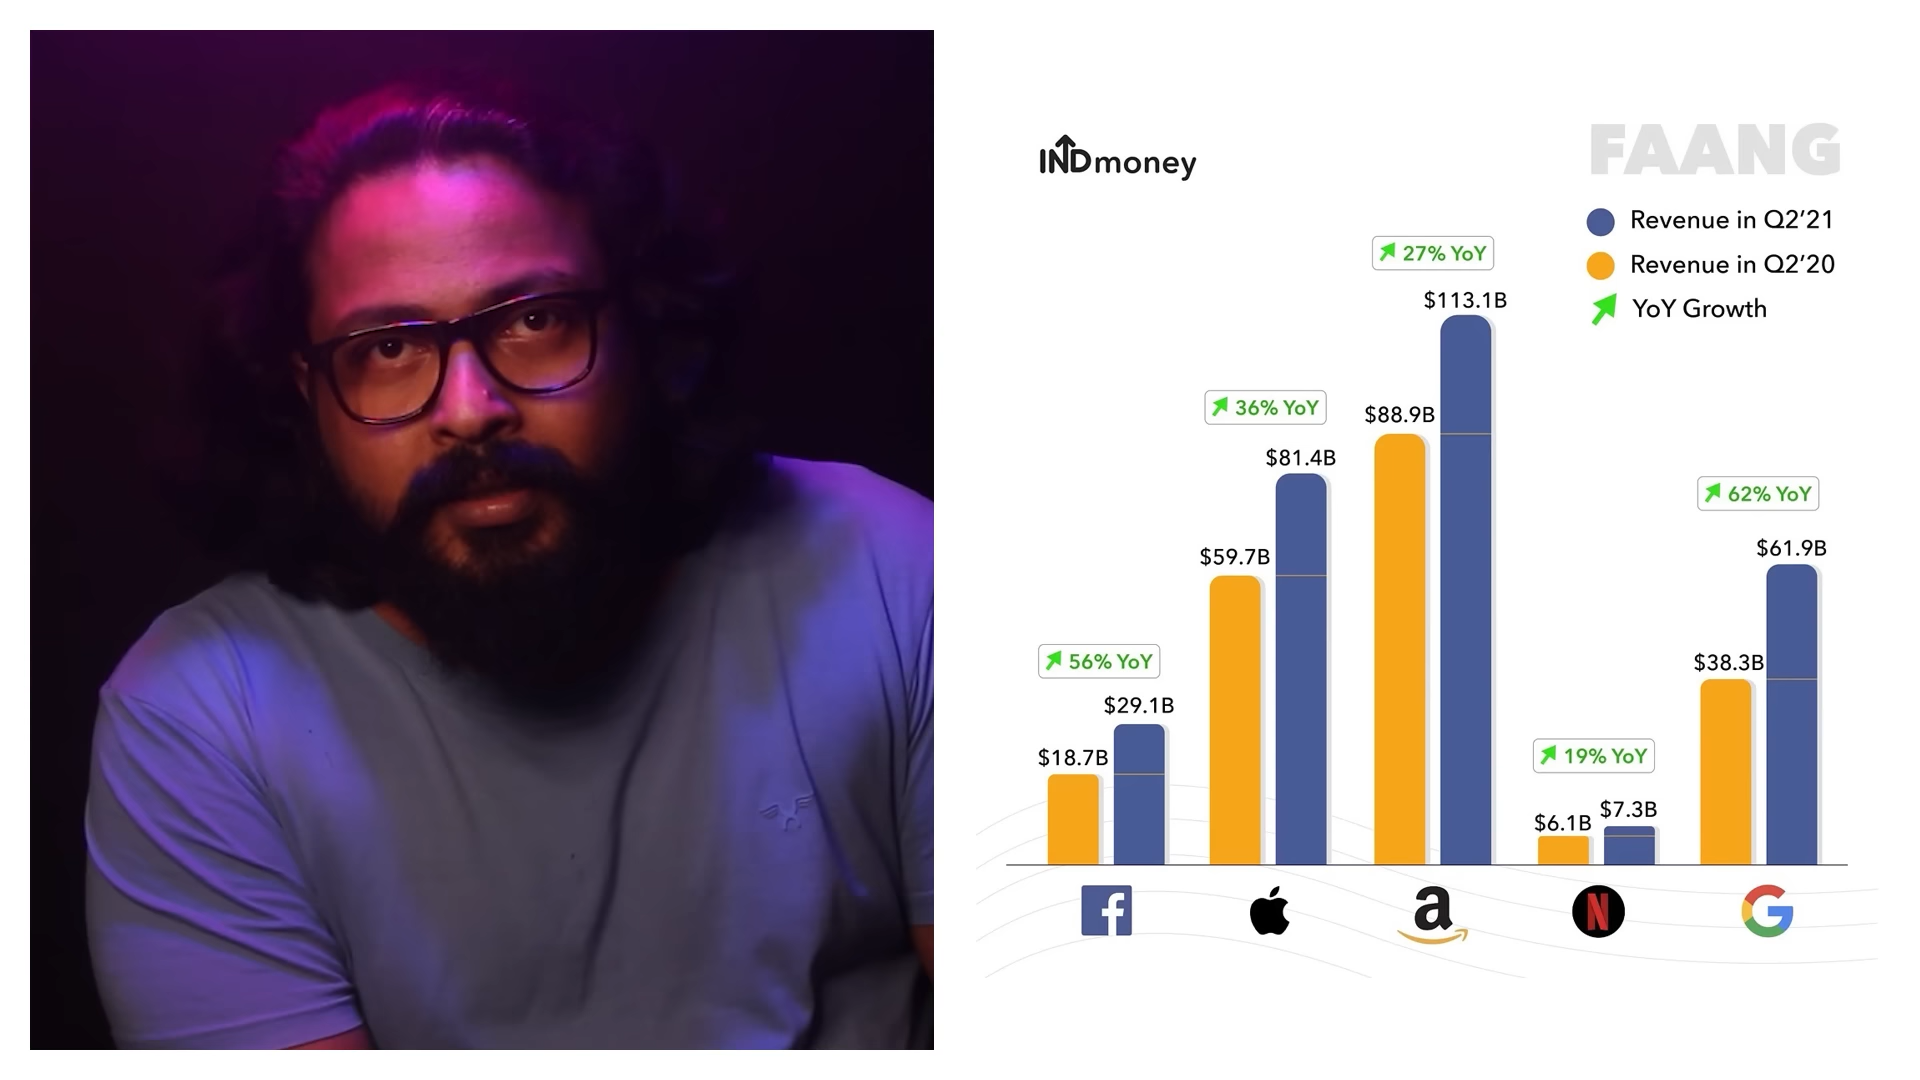 INDmoney
FAANG
Revenue in Q2'21
Revenue in Q2'20
YoY Growth
56% YoY
$18.7B
$29.1B
36% YoY
$59.7B
$81.4B
27% YoY
$88.9B
$113.1B
19% YoY
$6.1B
$7.3B
62% YoY
$38.3B
$61.9B
f
a
N
G